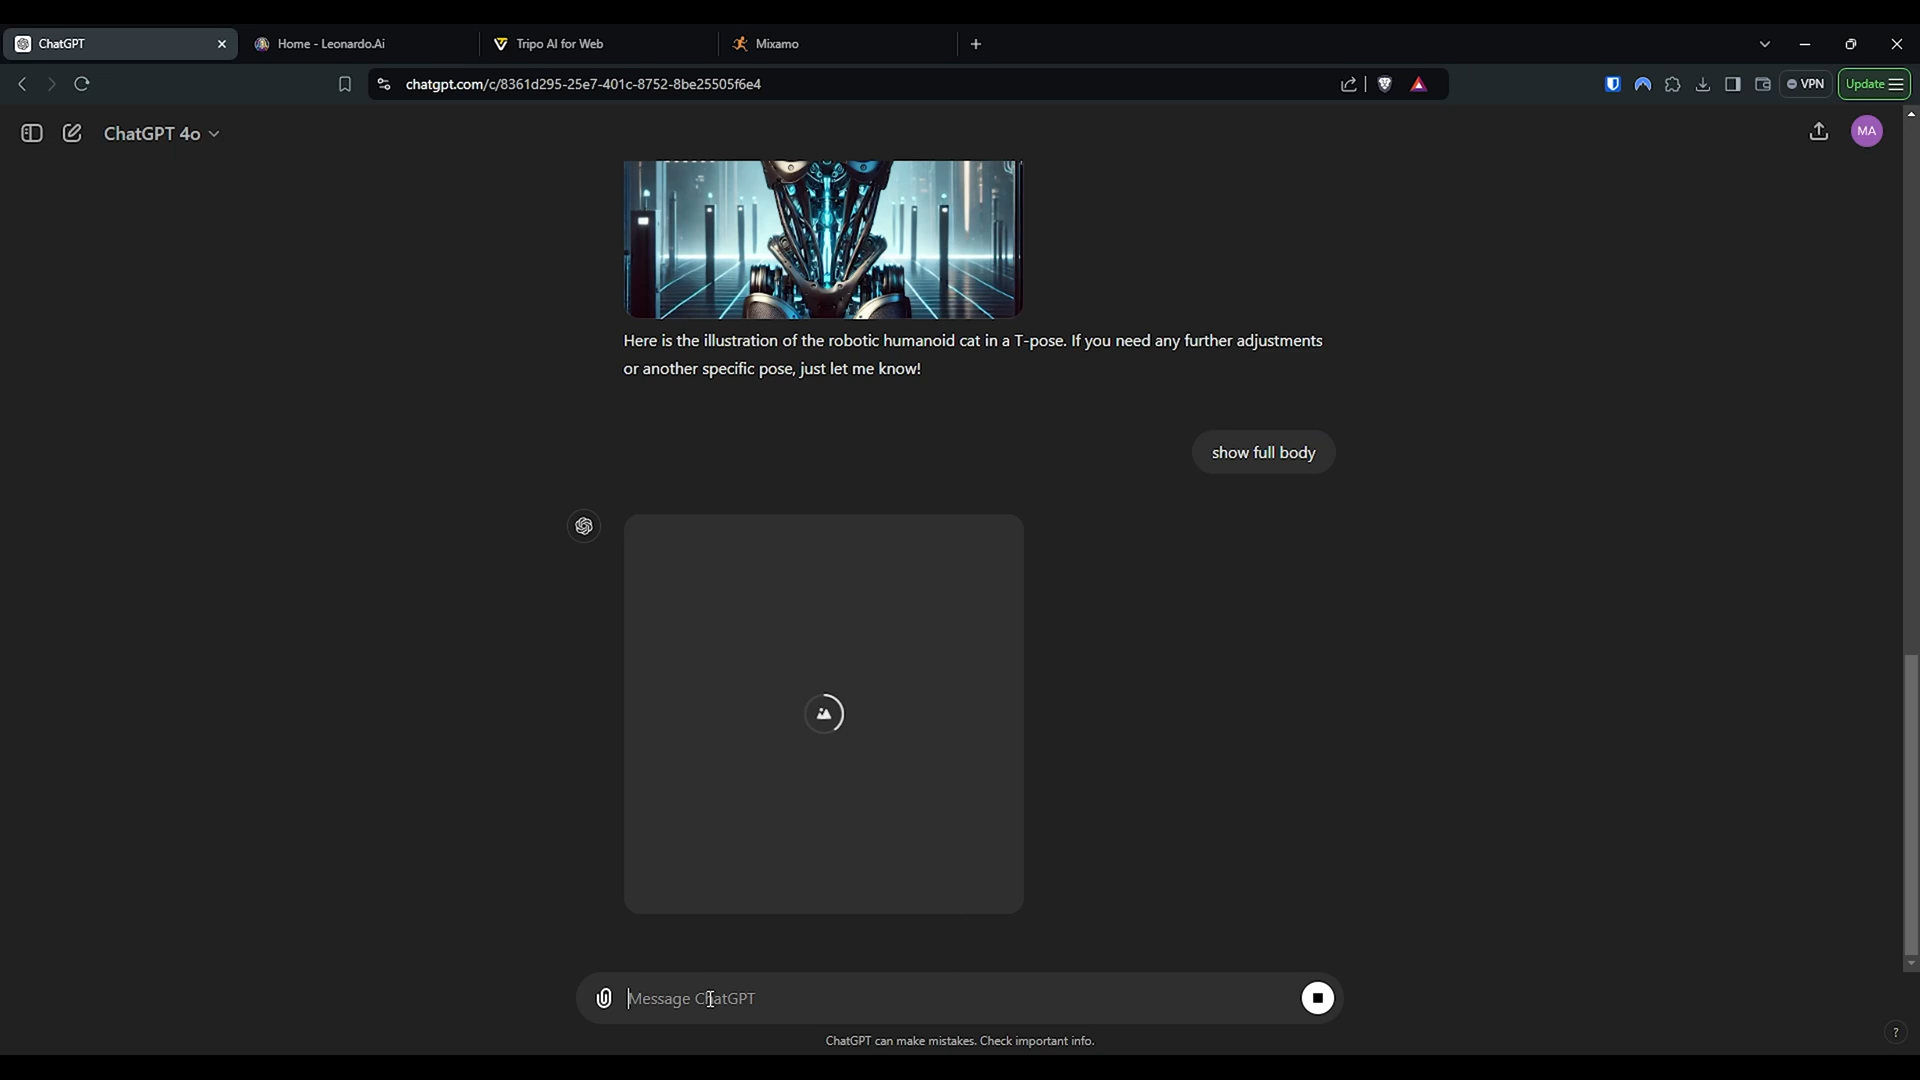 ChatGPT
Home - Leonardo.Ai
Tripo AI for Web
Mixamo
chatgpt.com/c/8361d295-25e7-401c-8752-8be25505f6e4
VPN
Update
ChatGPT 4o
MA
Here is the illustration of the robotic humanoid cat in a T-pose. If you need any further adjustments
or another specific pose, just let me know!
show full body
Message ChatGPT
ChatGPT can make mistakes. Check important info.
?